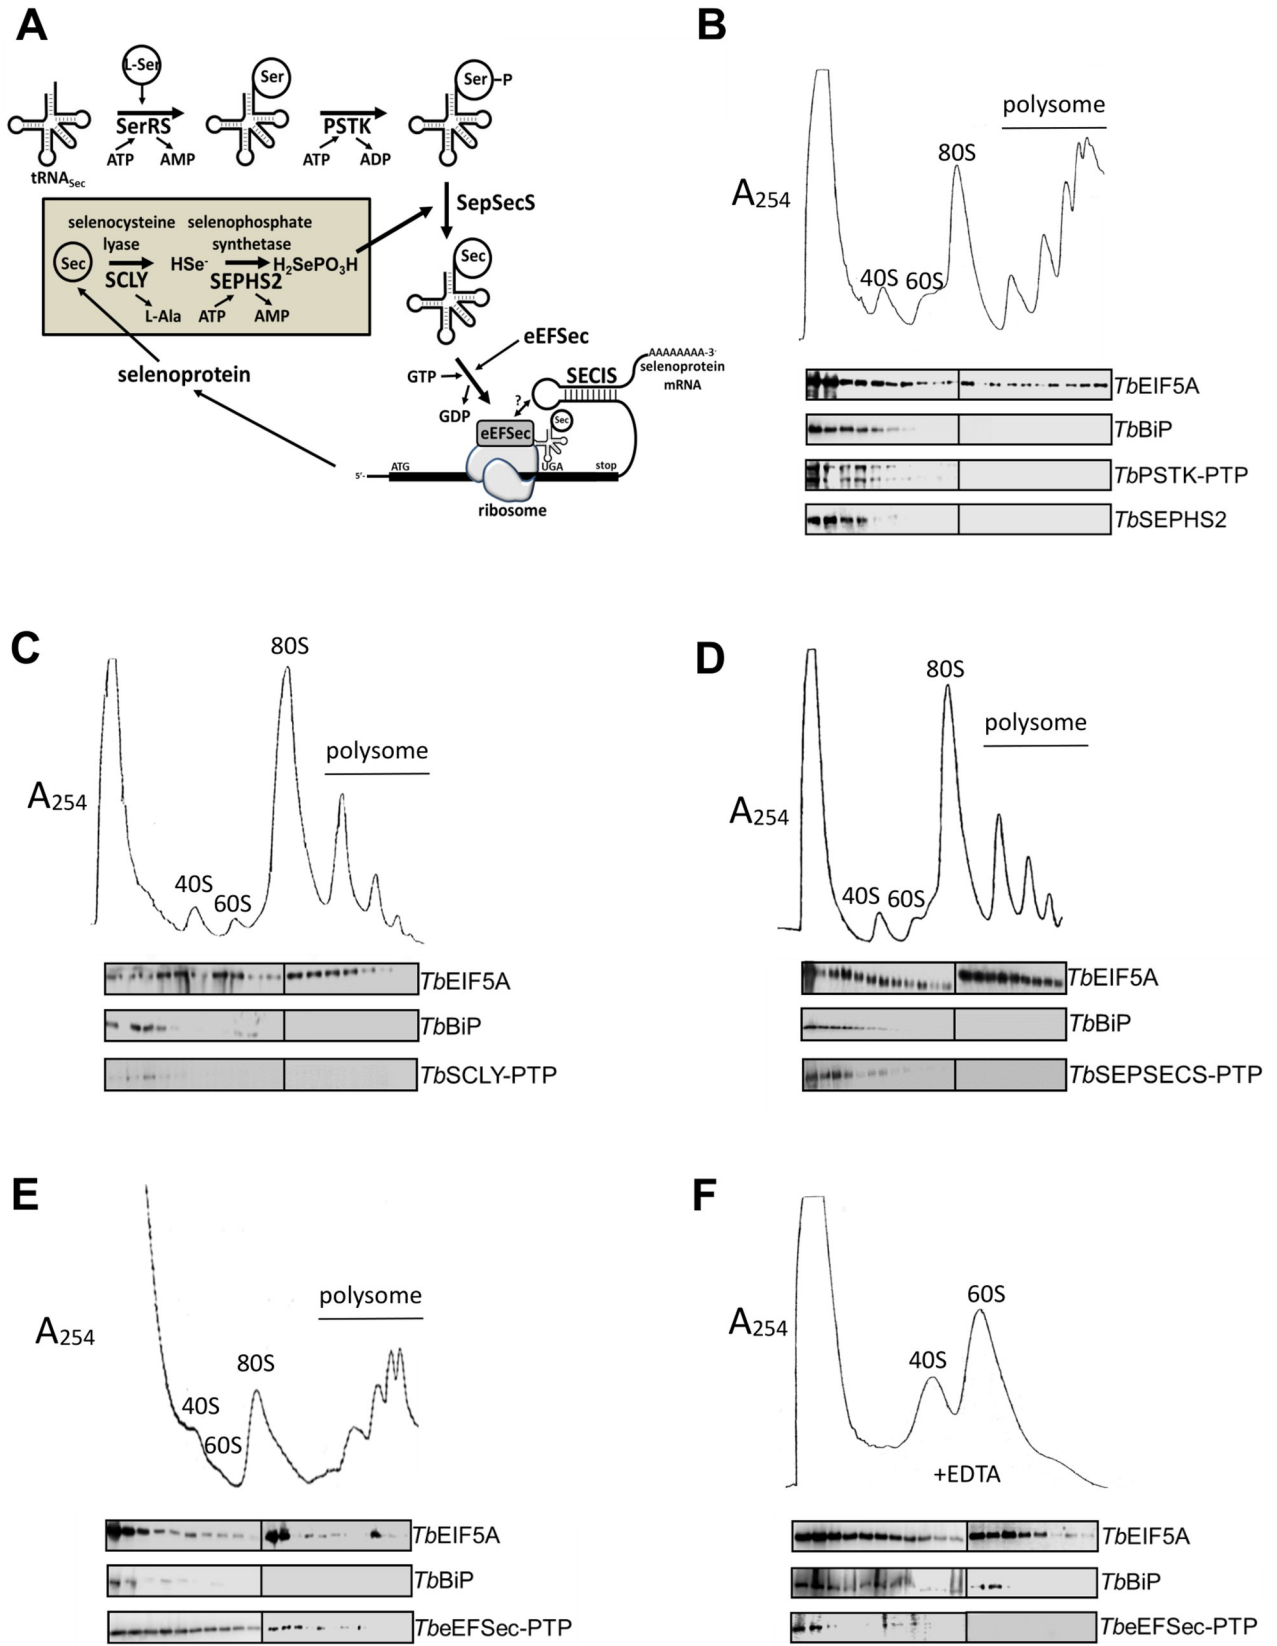 A
L-Ser
Ser
Ser-P
SerRS
PSTK
ATP
AMP
ATP
ADP
tRNASec
SepSecS
selenocysteine
lyase
selenophosphate
synthetase
Sec
HSe-
H2SePO3H
SCLY
SEPHS2
L-Ala
ATP
AMP
Sec
selenoprotein
eEFSec
GTP
GDP
?
SECIS
AAAAAAAA-3'
selenoprotein
mRNA
Sec
eEFSec
5'-
ATG
UGA
stop
ribosome
B
polysome
80S
A254
40S
60S
TbEIF5A
TbBiP
TbPSTK-PTP
TbSEPHS2
C
80S
polysome
A254
40S
60S
TbEIF5A
TbBiP
TbSCLY-PTP
D
80S
polysome
A254
40S
60S
TbEIF5A
TbBiP
TbSEPSECS-PTP
E
polysome
A254
80S
40S
60S
TbEIF5A
TbBiP
TbeEFSec-PTP
F
60S
A254
40S
+EDTA
TbEIF5A
TbBiP
TbeEFSec-PTP